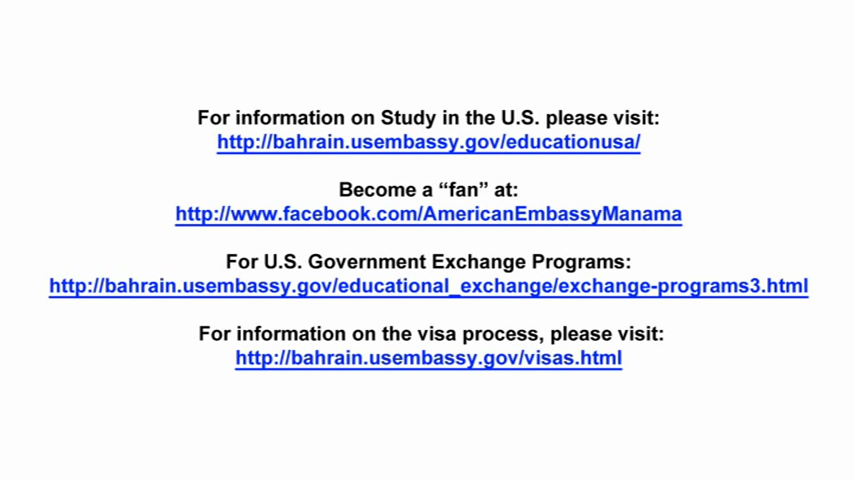 For information on Study in the U.S. please visit:
http://bahrain.usembassy.gov/educationusa/
Become a “fan” at:
http://www.facebook.com/AmericanEmbassyManama
For U.S. Government Exchange Programs:
http://bahrain.usembassy.gov/educational_exchange/exchange-programs3.html
For information on the visa process, please visit:
http://bahrain.usembassy.gov/visas.html